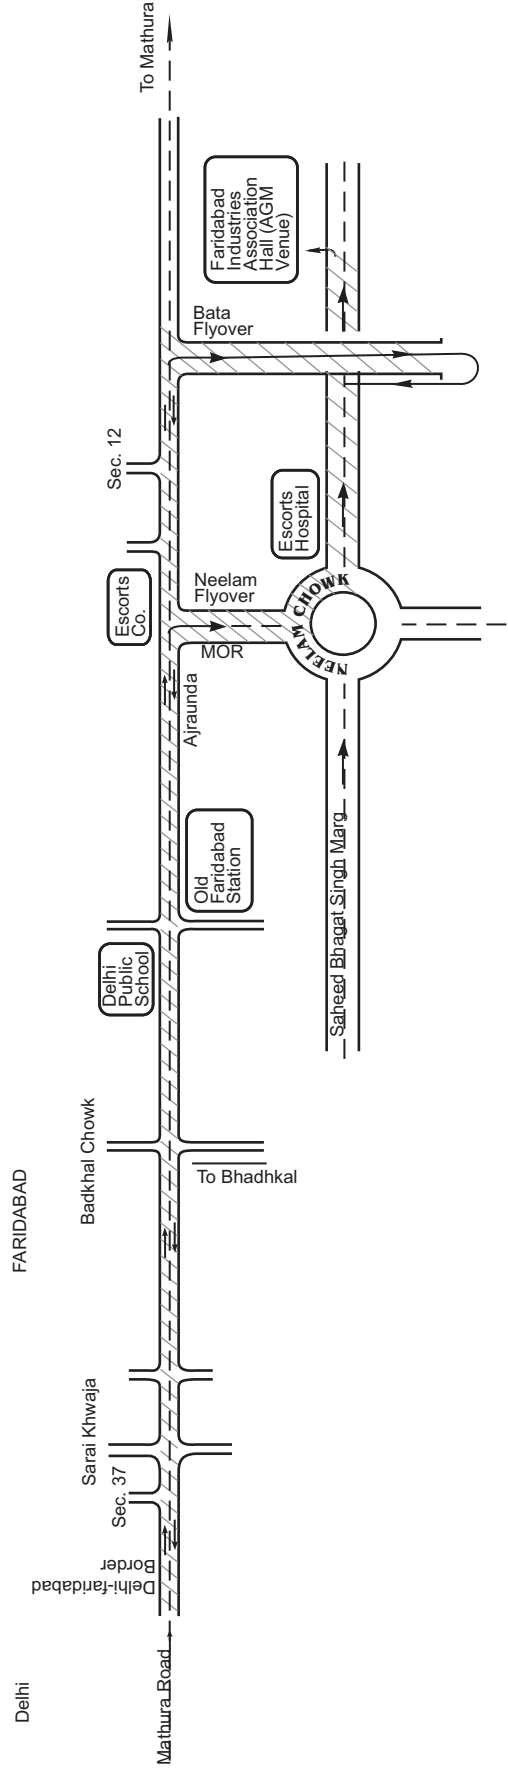 To Mathura
Faridabad
Industries
Association
Hall (AGM
Venue)
Bata
Flyover
Sec. 12
Escorts
Hospital
Escorts
Co.
Neelam
Flyover
NEELAM CHOWK
MOR
Ajraunda
Old
Faridabad
Station
Saheed Bhagat Singh Marg
Delhi
Public
School
Badkhal Chowk
To Bhadhkal
FARIDABAD
Sarai Khwaja
Sec. 37
Delhi-faridabad
Border
Mathura Road
Delhi